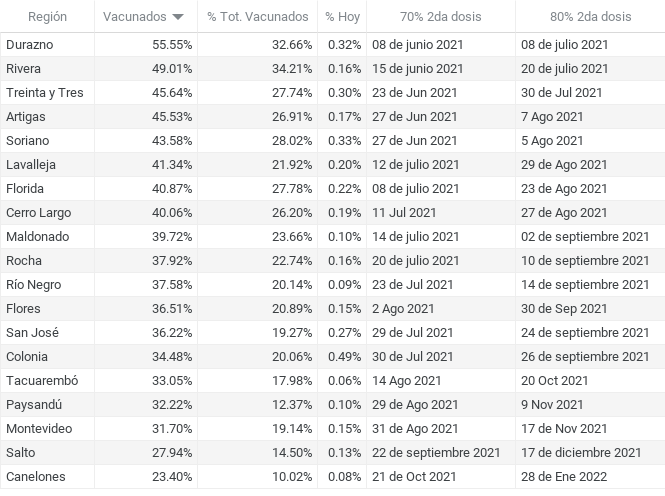 Región Vacunados % Tot. Vacunados % Hoy 70% 2da dosis 80% 2da dosis
Durazno 55.55% 32.66% 0.32% 08 de junio 2021 08 de julio 2021
Rivera 49.01% 34.21% 0.16% 15 de junio 2021 20 de julio 2021
Treinta y Tres 45.64% 27.74% 0.30% 23 de Jun 2021 30 de Jul 2021
Artigas 45.53% 26.91% 0.17% 27 de Jun 2021 7 Ago 2021
Soriano 43.58% 28.02% 0.33% 27 de Jun 2021 5 Ago 2021
Lavalleja 41.34% 21.92% 0.20% 12 de julio 2021 29 de Ago 2021
Florida 40.87% 27.78% 0.22% 08 de julio 2021 23 de Ago 2021
Cerro Largo 40.06% 26.20% 0.19% 11 Jul 2021 27 de Ago 2021
Maldonado 39.72% 23.66% 0.10% 14 de julio 2021 02 de septiembre 2021
Rocha 37.92% 22.74% 0.16% 20 de julio 2021 10 de septiembre 2021
Río Negro 37.58% 20.14% 0.09% 23 de Jul 2021 14 de septiembre 2021
Flores 36.51% 20.89% 0.15% 2 Ago 2021 30 de Sep 2021
San José 36.22% 19.27% 0.27% 29 de Jul 2021 24 de septiembre 2021
Colonia 34.48% 20.06% 0.49% 30 de Jul 2021 26 de septiembre 2021
Tacuarembó 33.05% 17.98% 0.06% 14 Ago 2021 20 Oct 2021
Paysandú 32.22% 12.37% 0.10% 29 de Ago 2021 9 Nov 2021
Montevideo 31.70% 19.14% 0.15% 31 de Ago 2021 17 de Nov 2021
Salto 27.94% 14.50% 0.13% 22 de septiembre 2021 17 de diciembre 2021
Canelones 23.40% 10.02% 0.08% 21 de Oct 2021 28 de Ene 2022